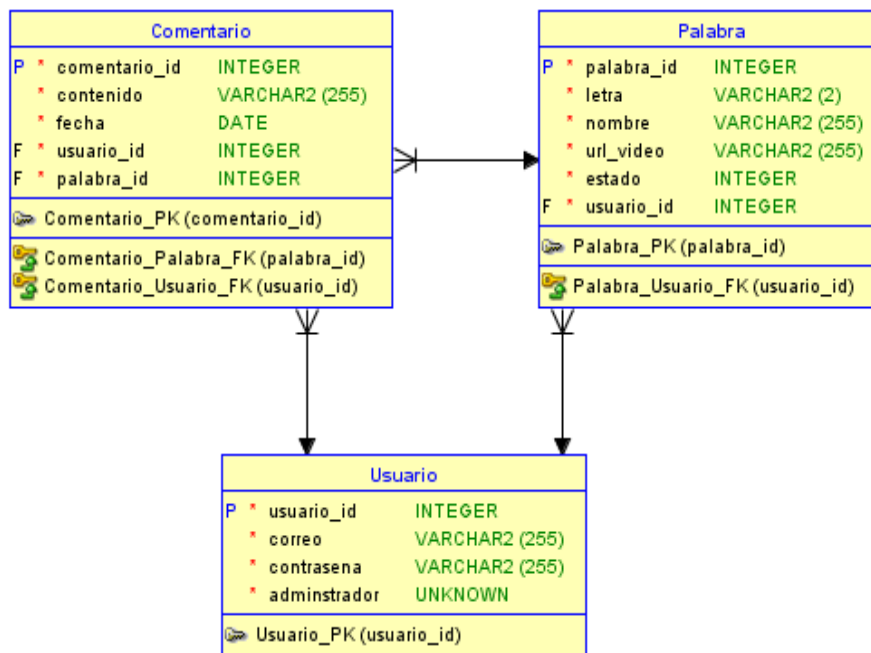 Comentario
P * comentario_id INTEGER
* contenido VARCHAR2 (255)
* fecha DATE
F * usuario_id INTEGER
F * palabra_id INTEGER
Comentario_PK (comentario_id)
Comentario_Palabra_FK (palabra_id)
Comentario_Usuario_FK (usuario_id)
Palabra
P * palabra_id INTEGER
* letra VARCHAR2 (2)
* nombre VARCHAR2 (255)
* url_video VARCHAR2 (255)
* estado INTEGER
F * usuario_id INTEGER
Palabra_PK (palabra_id)
Palabra_Usuario_FK (usuario_id)
Usuario
P * usuario_id INTEGER
* correo VARCHAR2 (255)
* contrasena VARCHAR2 (255)
* adminstrador UNKNOWN
Usuario_PK (usuario_id)